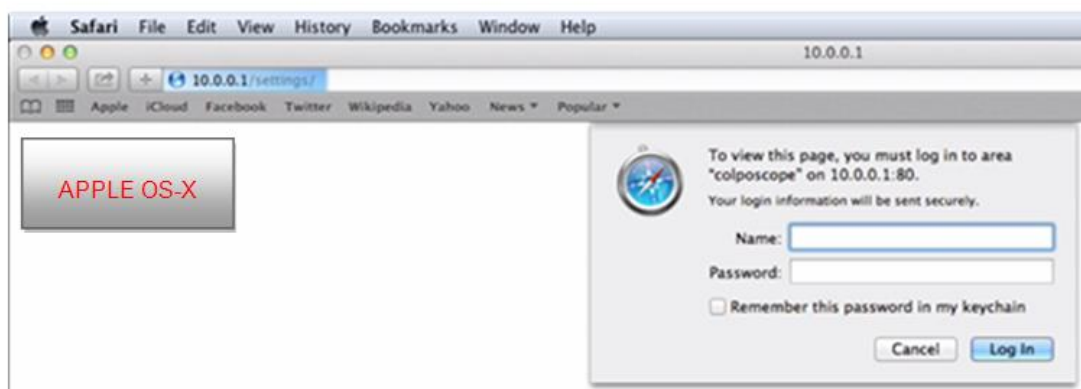 Safari File Edit View History Bookmarks Window Help
10.0.0.1
10.0.0.1/settings/
Apple iCloud Facebook Twitter Wikipedia Yahoo News Popular
APPLE OS-X
To view this page, you must log in to area
"colposcope" on 10.0.0.1:80.
Your login information will be sent securely.
Name:
Password:
Remember this password in my keychain
Cancel Log In